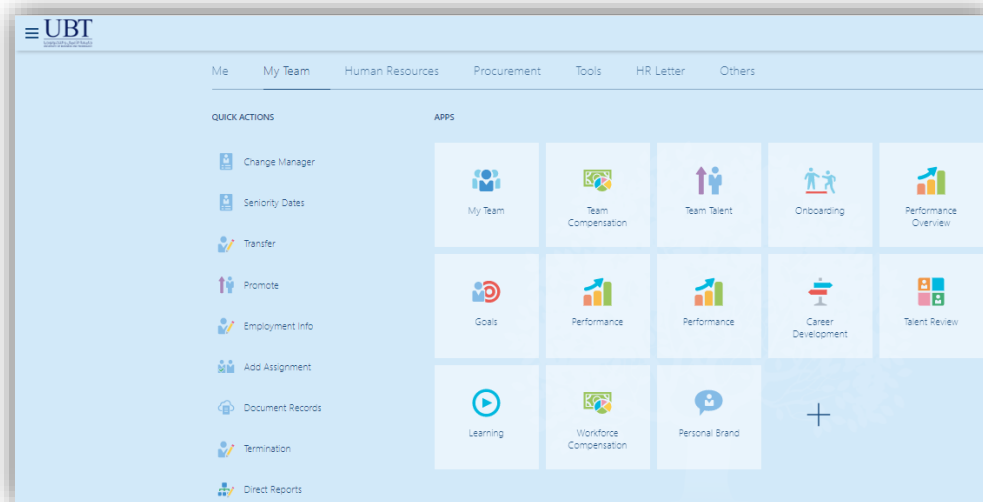 UBT
Me
My Team
Human Resources
Procurement
Tools
HR Letter
Others
QUICK ACTIONS
Change Manager
Seniority Dates
Transfer
Promote
Employment Info
Add Assignment
Document Records
Termination
Direct Reports
APPS
My Team
Team
Compensation
Team Talent
Onboarding
Performance
Overview
Goals
Performance
Performance
Career
Development
Talent Review
Learning
Workforce
Compensation
Personal Brand